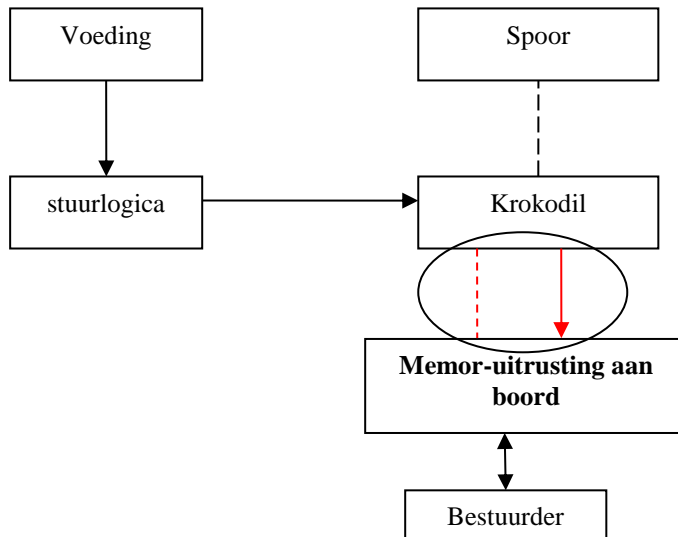 Voeding
Spoor
stuurlogica
Krokodil
Memor-uitrusting aan
boord
Bestuurder